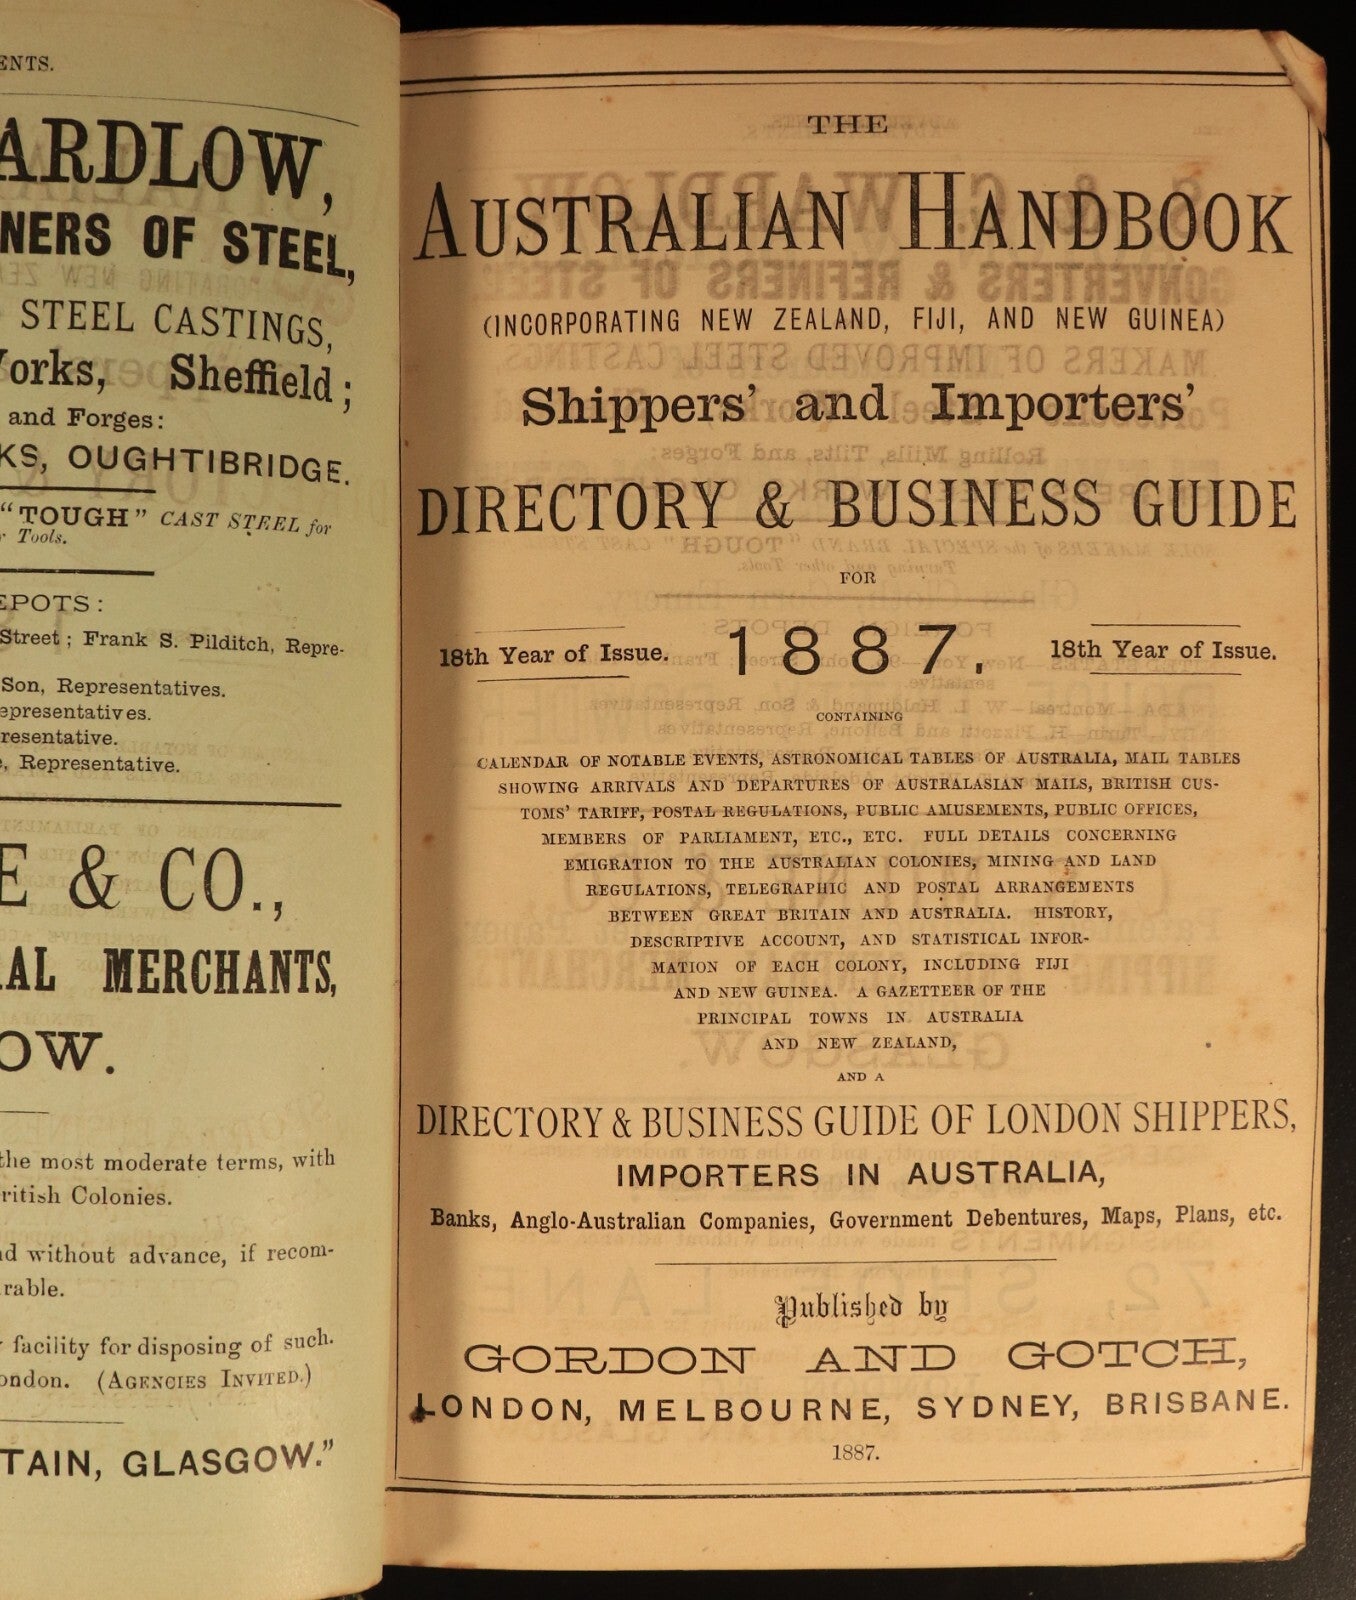 ENTS.
ARDLOW,
NERS OF STEEL,
STEEL CASTINGS,
orks, Sheffield;
and Forges:
KS, OUGHTIBRIDGE.
"TOUGH" CAST STEEL for
Tools.
EPOTS:
Street; Frank S. Pilditch, Repre-
Son, Representatives.
epresentatives.
resentative.
, Representative.
E & CO.,
AL MERCHANTS,
OW.
the most moderate terms, with
ritish Colonies.
nd without advance, if recom-
rable.
facility for disposing of such.
ondon. (AGENCIES INVITED.)
TAIN, GLASGOW."
THE
AUSTRALIAN HANDBOOK
(INCORPORATING NEW ZEALAND, FIJI, AND NEW GUINEA)
Shippers' and Importers'
DIRECTORY & BUSINESS GUIDE
FOR
18th Year of Issue. 1887, 18th Year of Issue.
CONTAINING
CALENDAR OF NOTABLE EVENTS, ASTRONOMICAL TABLES OF AUSTRALIA, MAIL TABLES
SHOWING ARRIVALS AND DEPARTURES OF AUSTRALASIAN MAILS, BRITISH CUS-
TOMS' TARIFF, POSTAL REGULATIONS, PUBLIC AMUSEMENTS, PUBLIC OFFICES,
MEMBERS OF PARLIAMENT, ETC., ETC. FULL DETAILS CONCERNING
EMIGRATION TO THE AUSTRALIAN COLONIES, MINING AND LAND
REGULATIONS, TELEGRAPHIC AND POSTAL ARRANGEMENTS
BETWEEN GREAT BRITAIN AND AUSTRALIA. HISTORY,
DESCRIPTIVE ACCOUNT, AND STATISTICAL INFOR-
MATION OF EACH COLONY, INCLUDING FIJI
AND NEW GUINEA. A GAZETTEER OF THE
PRINCIPAL TOWNS IN AUSTRALIA
AND NEW ZEALAND,
AND A
DIRECTORY & BUSINESS GUIDE OF LONDON SHIPPERS,
IMPORTERS IN AUSTRALIA,
Banks, Anglo-Australian Companies, Government Debentures, Maps, Plans, etc.
Published by
GORDON AND GOTCH,
LONDON, MELBOURNE, SYDNEY, BRISBANE.
1887.